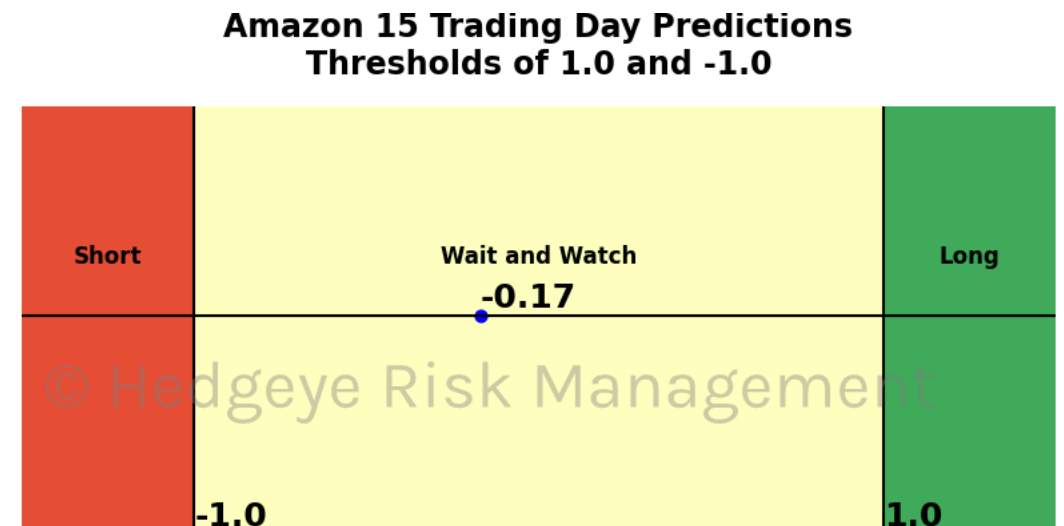 Amazon 15 Trading Day Predictions
Thresholds of 1.0 and -1.0
Short
Wait and Watch
Long
-0.17
© Hedgeye Risk Management
-1.0
1.0